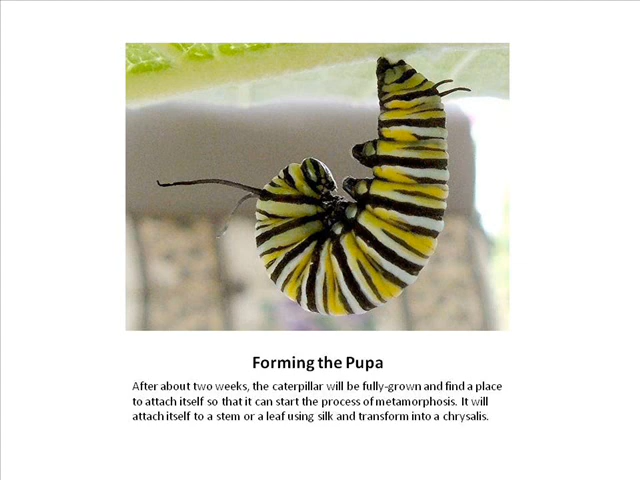 Forming the Pupa
After about two weeks, the caterpillar will be fully-grown and find a place
to attach itself so that it can start the process of metamorphosis. It will
attach itself to a stem or a leaf using silk and transform into a chrysalis.